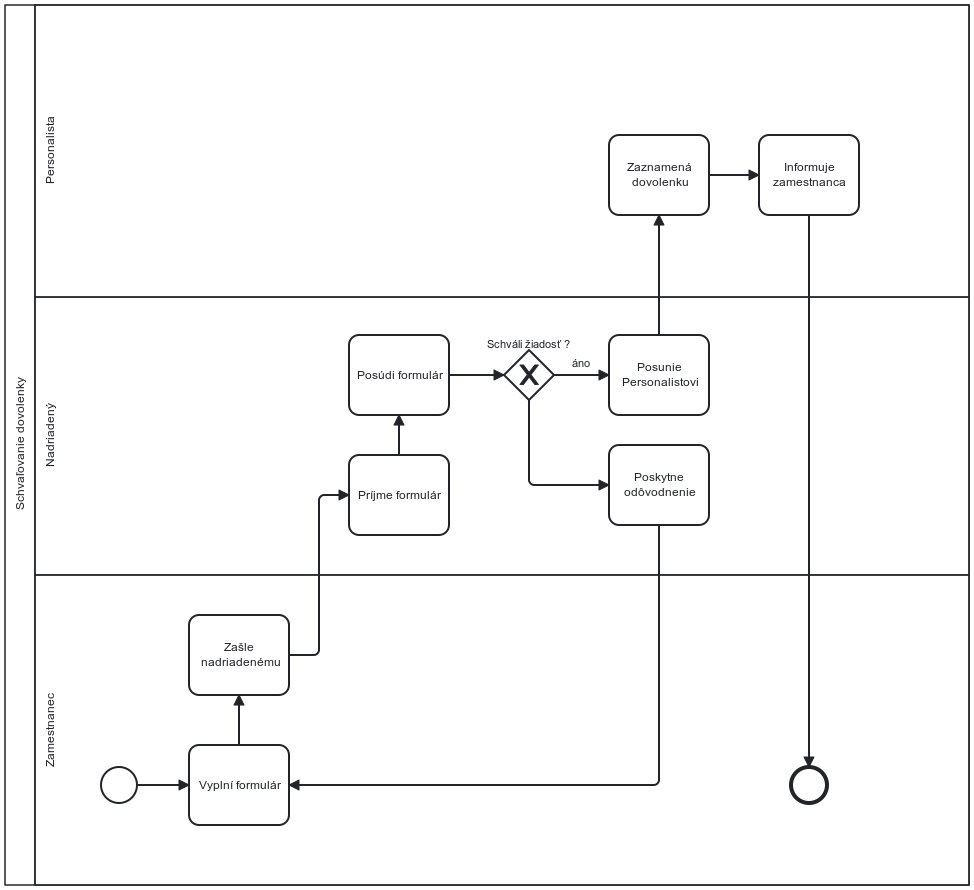 Schvaľovanie dovolenky
Personalista
Zaznamená
dovolenku
Informuje
zamestnanca
Nadriadený
Posúdi formulár
Schváli žiadosť ?
áno
Posunie
Personalistovi
Príjme formulár
Poskytne
odôvodnenie
Zamestnanec
Zašle
nadriadenému
Vyplní formulár